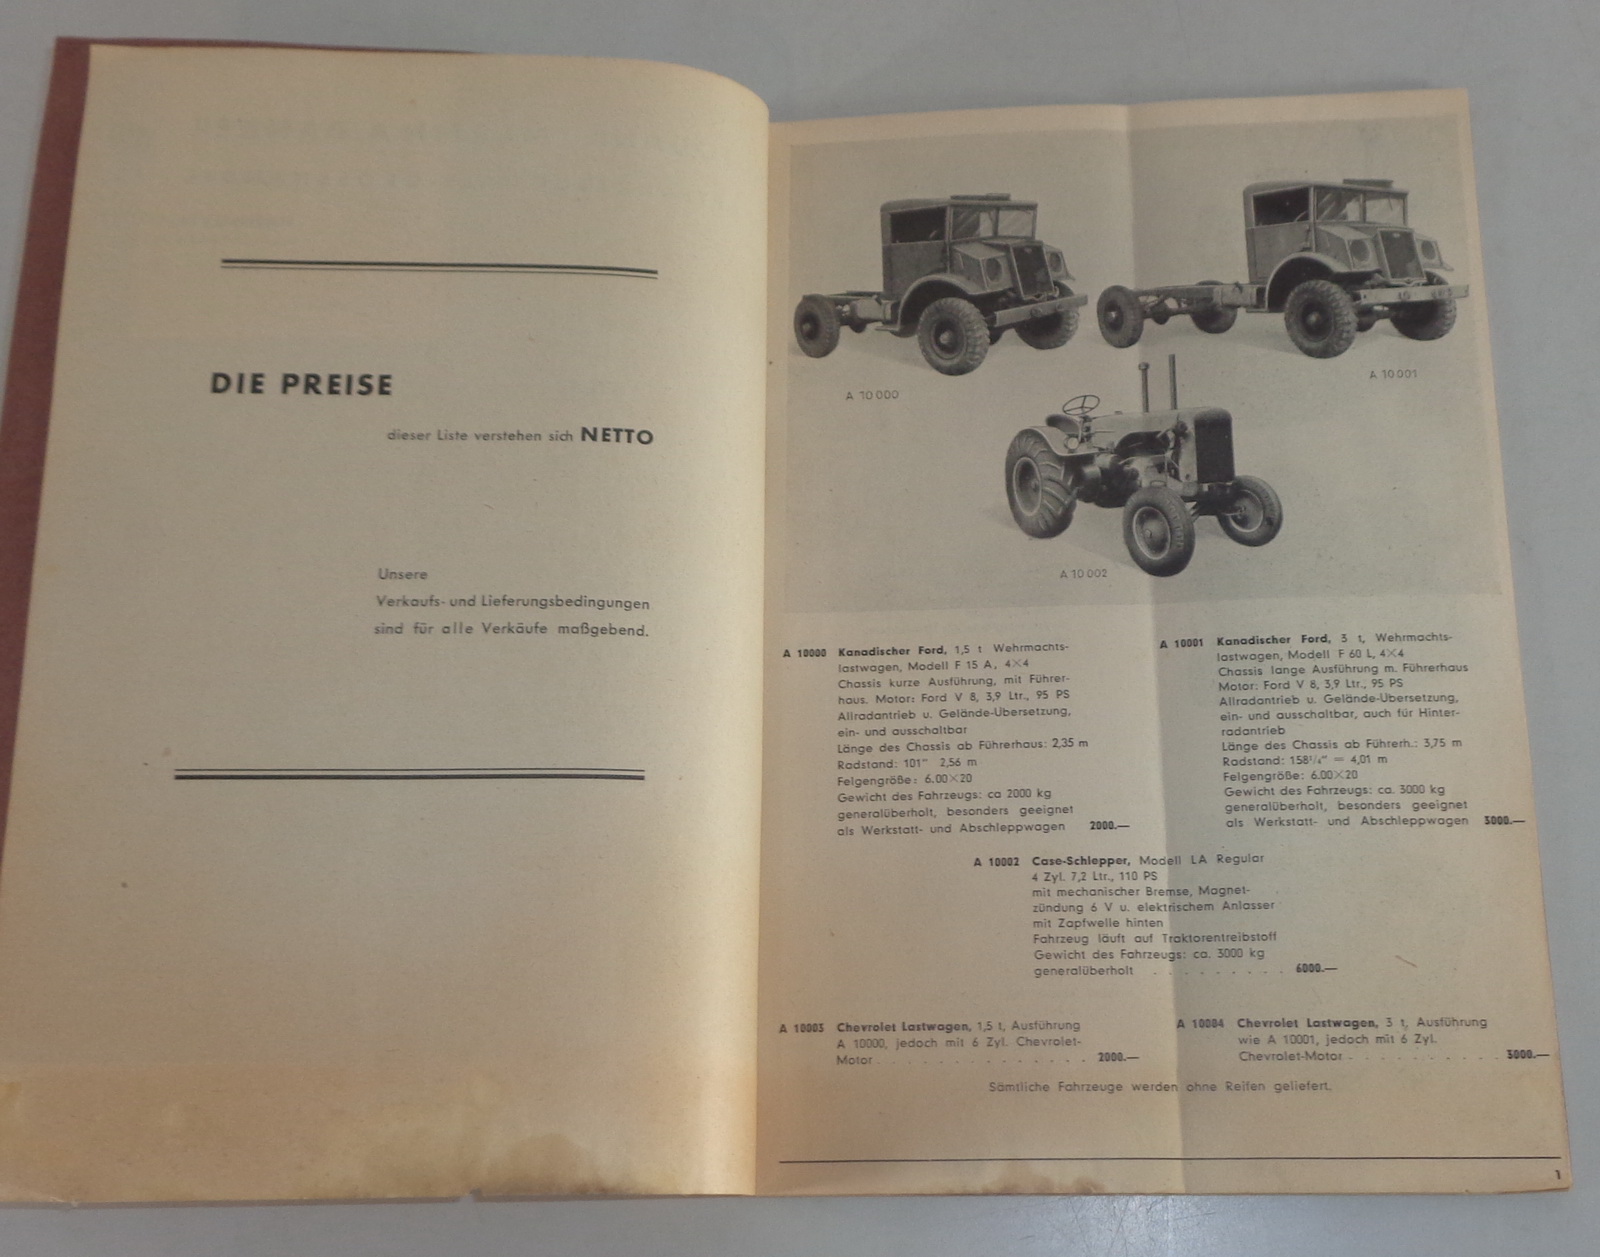 DIE PREISE
dieser Liste verstehen sich NETTO
Unsere
Verkaufs- und Lieferungsbedingungen
sind für alle Verkäufe maßgebend.
A 10 000
A 10 001
A 10 002
A 10000 Kanadischer Ford, 1,5 t Wehrmachts-
lastwagen, Modell F 15 A, 4×4
Chassis kurze Ausführung, mit Führer-
haus. Motor: Ford V 8, 3,9 Ltr., 95 PS
Allradantrieb u. Gelände-Übersetzung,
ein- und ausschaltbar
Länge des Chassis ab Führerhaus: 2,35 m
Radstand: 101" 2,56 m
Felgengröße: 6.00×20
Gewicht des Fahrzeugs: ca 2000 kg
generalüberholt, besonders geeignet
als Werkstatt- und Abschleppwagen 2000.—
A 10001 Kanadischer Ford, 3 t, Wehrmachts-
lastwagen, Modell F 60 L, 4×4
Chassis lange Ausführung m. Führerhaus
Motor: Ford V 8, 3,9 Ltr., 95 PS
Allradantrieb u. Gelände-Übersetzung,
ein- und ausschaltbar, auch für Hinter-
radantrieb
Länge des Chassis ab Führerh.: 3,75 m
Radstand: 158¼" = 4,01 m
Felgengröße: 6.00×20
Gewicht des Fahrzeugs: ca. 3000 kg
generalüberholt, besonders geeignet
als Werkstatt- und Abschleppwagen 3000.—
A 10002 Case-Schlepper, Modell LA Regular
4 Zyl. 7,2 Ltr., 110 PS
mit mechanischer Bremse, Magnet-
zündung 6 V u. elektrischem Anlasser
mit Zapfwelle hinten
Fahrzeug läuft auf Traktorentreibstoff
Gewicht des Fahrzeugs: ca. 3000 kg
generalüberholt . . . . . . . . 6000.—
A 10003 Chevrolet Lastwagen, 1,5 t, Ausführung
A 10000, jedoch mit 6 Zyl. Chevrolet-
Motor . . . . . . . . . . . . . 2000.—
A 10004 Chevrolet Lastwagen, 3 t, Ausführung
wie A 10001, jedoch mit 6 Zyl.
Chevrolet-Motor . . . . . . . . . 3000.—
Sämtliche Fahrzeuge werden ohne Reifen geliefert.
1